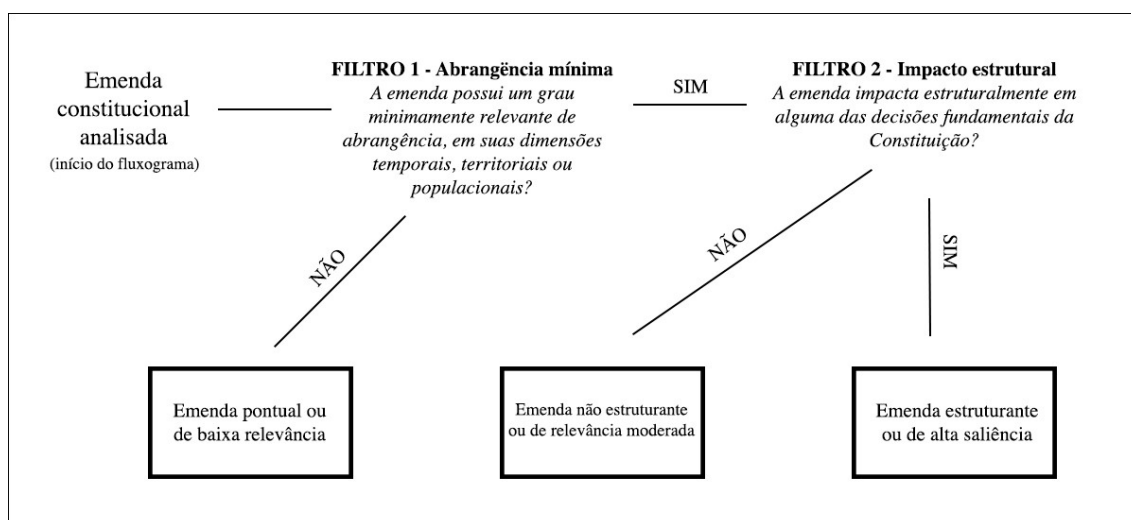 Emenda
constitucional
analisada
(início do fluxograma)
FILTRO 1 - Abrangëncia mínima
A emenda possui um grau
minimamente relevante de
abrangência, em suas dimensões
temporais, territoriais ou
populacionais?
SIM
FILTRO 2 - Impacto estrutural
A emenda impacta estruturalmente em
alguma das decisões fundamentais da
Constituição?
NÃO
NÃO
SIM
Emenda pontual ou
de baixa relevância
Emenda não estruturante
ou de relevância moderada
Emenda estruturante
ou de alta saliência